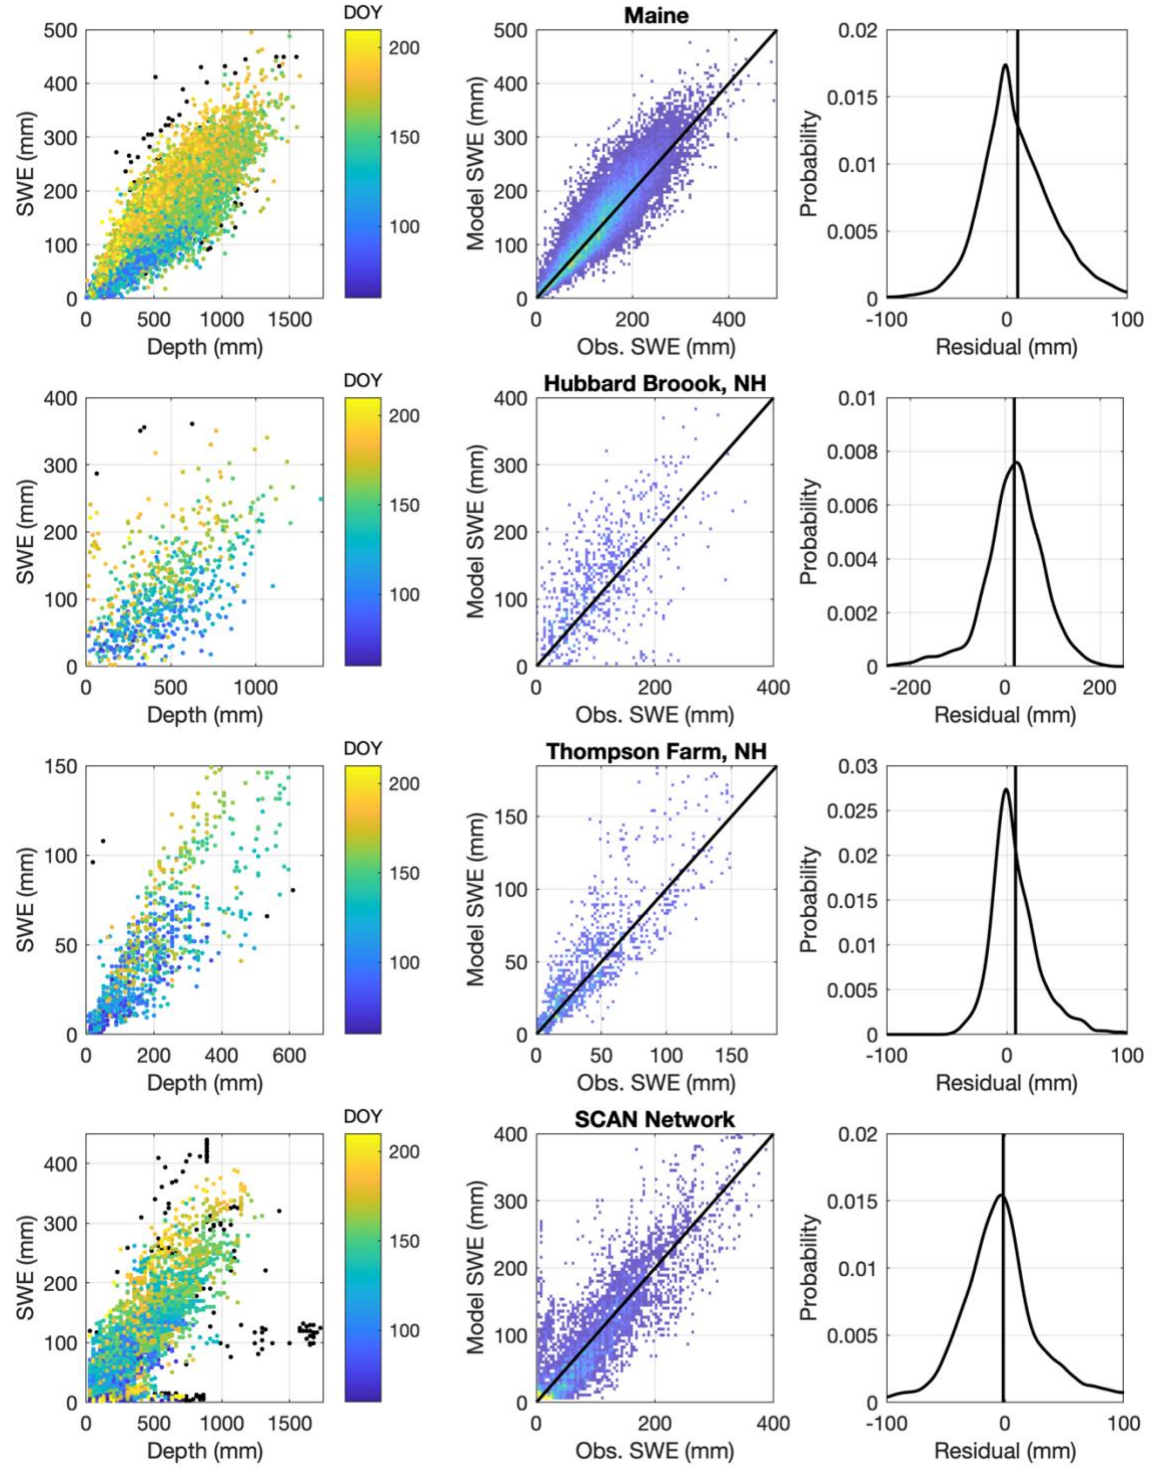 DOY
Maine
500
400
300
200
100
0
SWE (mm)
0 500 1000 1500
Depth (mm)
200
150
100
500
400
300
200
100
0
Model SWE (mm)
0 200 400
Obs. SWE (mm)
0.02
0.015
0.01
0.005
0
Probability
-100 0 100
Residual (mm)
DOY
Hubbard Broook, NH
400
300
200
100
0
SWE (mm)
0 500 1000
Depth (mm)
200
150
100
400
300
200
100
0
Model SWE (mm)
0 200 400
Obs. SWE (mm)
0.01
0.008
0.006
0.004
0.002
0
Probability
-200 0 200
Residual (mm)
DOY
Thompson Farm, NH
150
100
50
0
SWE (mm)
0 200 400 600
Depth (mm)
200
150
100
150
100
50
0
Model SWE (mm)
0 50 100 150
Obs. SWE (mm)
0.03
0.025
0.02
0.015
0.01
0.005
0
Probability
-100 0 100
Residual (mm)
DOY
SCAN Network
400
300
200
100
0
SWE (mm)
0 500 1000 1500
Depth (mm)
200
150
100
400
300
200
100
0
Model SWE (mm)
0 200 400
Obs. SWE (mm)
0.02
0.015
0.01
0.005
0
Probability
-100 0 100
Residual (mm)